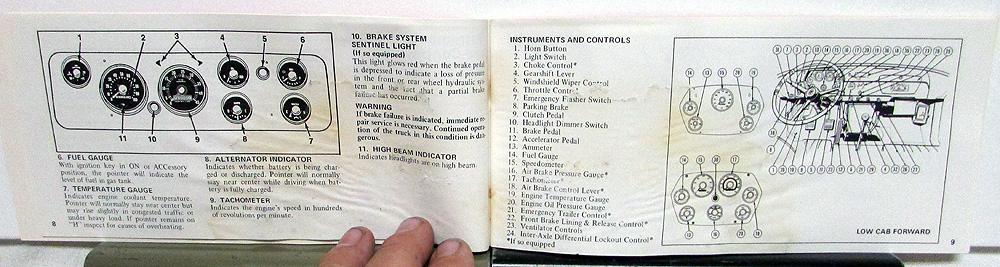 1
2
3
4
5
6
11
10
9
8
7
6. FUEL GAUGE
With ignition key in ON or ACCessory
position, the pointer will indicate the
level of fuel in gas tank.
7. TEMPERATURE GAUGE
Indicates engine coolant temperature.
Pointer will normally stay near center but
may rise slightly in congested traffic or
under heavy load. If pointer remains on
"H" inspect for causes of overheating.
8
8. ALTERNATOR INDICATOR
Indicates whether battery is being char-
ged or discharged. Pointer will normally
stay near center while driving when bat-
tery is fully charged.
9. TACHOMETER
Indicates the engine's speed in hundreds
of revolutions per minute.
10. BRAKE SYSTEM
SENTINEL LIGHT
(If so equipped)
This light glows red when the brake pedal
is depressed to indicate a loss of pressure
in the front or rear wheel hydraulic sys-
tem and the fact that a partial brake
failure has occurred.
WARNING
If brake failure is indicated, immediate re-
pair service is necessary. Continued opera-
tion of the truck in this condition is dan-
gerous.
11. HIGH BEAM INDICATOR
Indicates headlights are on high beam.
INSTRUMENTS AND CONTROLS
1. Horn Button
2. Light Switch
3. Choke Control*
4. Gearshift Lever
5. Windshield Wiper Control
6. Throttle Control
7. Emergency Flasher Switch
8. Parking Brake
9. Clutch Pedal
10. Headlight Dimmer Switch
11. Brake Pedal
12. Accelerator Pedal
13. Ammeter
14. Fuel Gauge
15. Speedometer
16. Air Brake Pressure Gauge*
17. Tachometer*
18. Air Brake Control Lever*
19. Engine Temperature Gauge
20. Engine Oil Pressure Gauge
21. Emergency Trailer Control*
22. Front Brake Lining & Release Control*
23. Ventilator Controls
24. Inter-Axle Differential Lockout Control*
*If so equipped
14 13 15 20 19
14 13 17 15
16 20 19
LOW CAB FORWARD
9